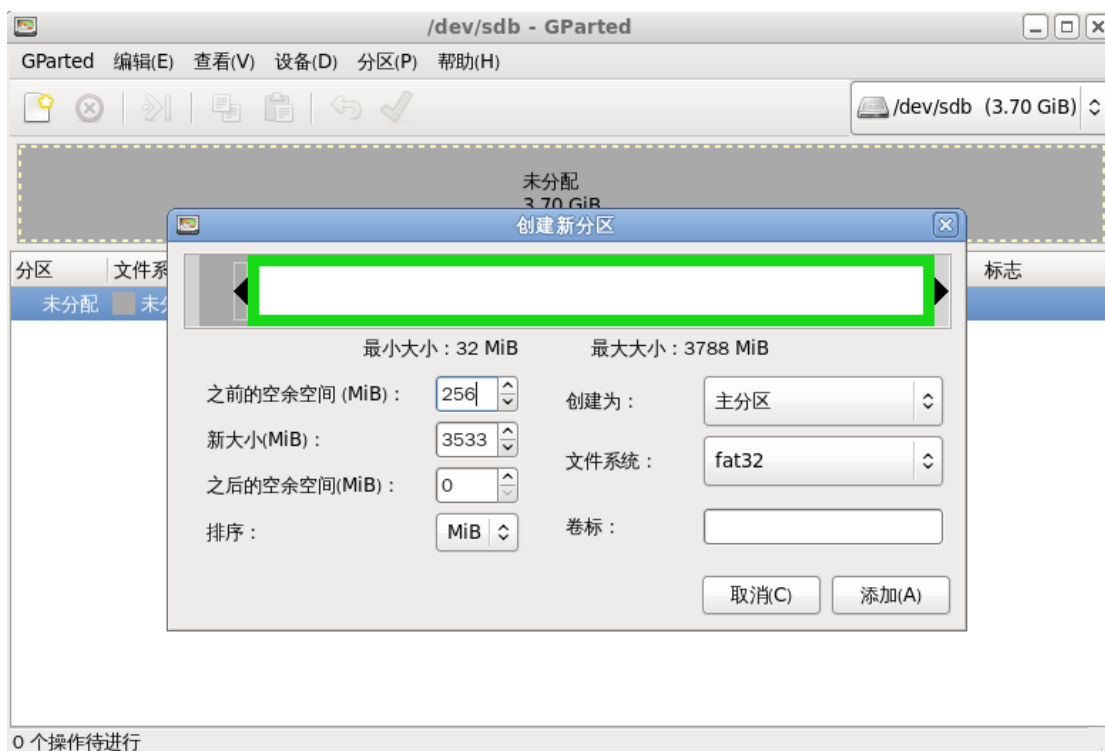 /dev/sdb - GParted
GParted 编辑(E) 查看(V) 设备(D) 分区(P) 帮助(H)
/dev/sdb (3.70 GiB)
未分配
3.70 GiB
创建新分区
分区 文件系 标志
未分配 未分
最小大小：32 MiB 最大大小：3788 MiB
之前的空余空间 (MiB)： 256 创建为： 主分区
新大小(MiB)： 3533
文件系统： fat32
之后的空余空间(MiB)： 0
排序： MiB 卷标：
取消(C) 添加(A)
0 个操作待进行